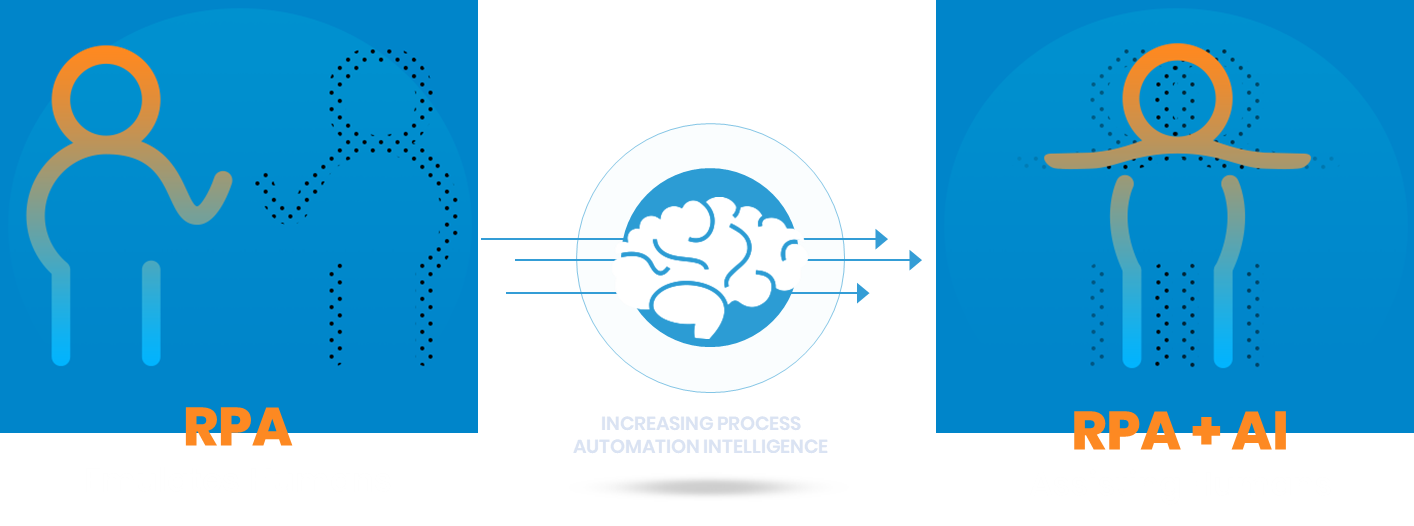 RPA
INCREASING PROCESS
AUTOMATION INTELLIGENCE
RPA + AI